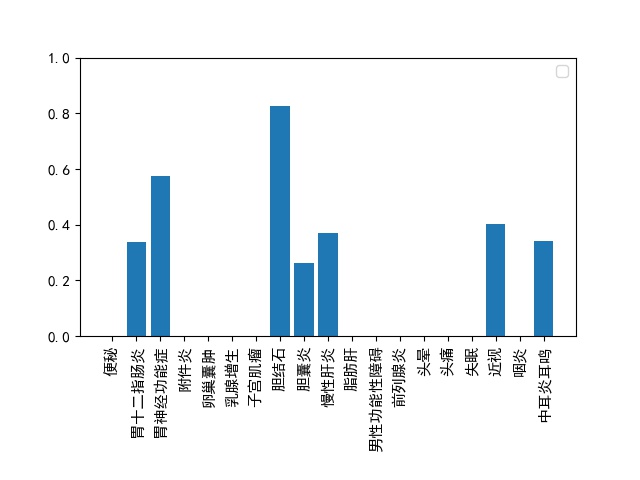 1.0
0.8
0.6
0.4
0.2
0.0
便秘
胃十二指肠炎
胃神经功能症
附件炎
卵巢囊肿
乳腺增生
子宫肌瘤
胆结石
胆囊炎
慢性肝炎
脂肪肝
男性功能性障碍
前列腺炎
头晕
头痛
失眠
近视
咽炎
中耳炎耳鸣